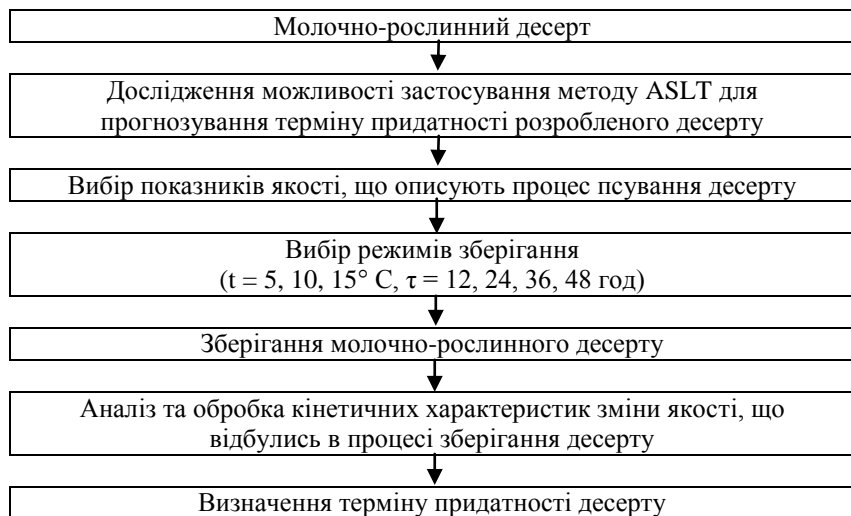 Молочно-рослинний десерт
Дослідження можливості застосування методу ASLT для
прогнозування терміну придатності розробленого десерту
Вибір показників якості, що описують процес псування десерту
Вибір режимів зберігання
(t = 5, 10, 15° С, τ = 12, 24, 36, 48 год)
Зберігання молочно-рослинного десерту
Аналіз та обробка кінетичних характеристик зміни якості, що
відбулись в процесі зберігання десерту
Визначення терміну придатності десерту